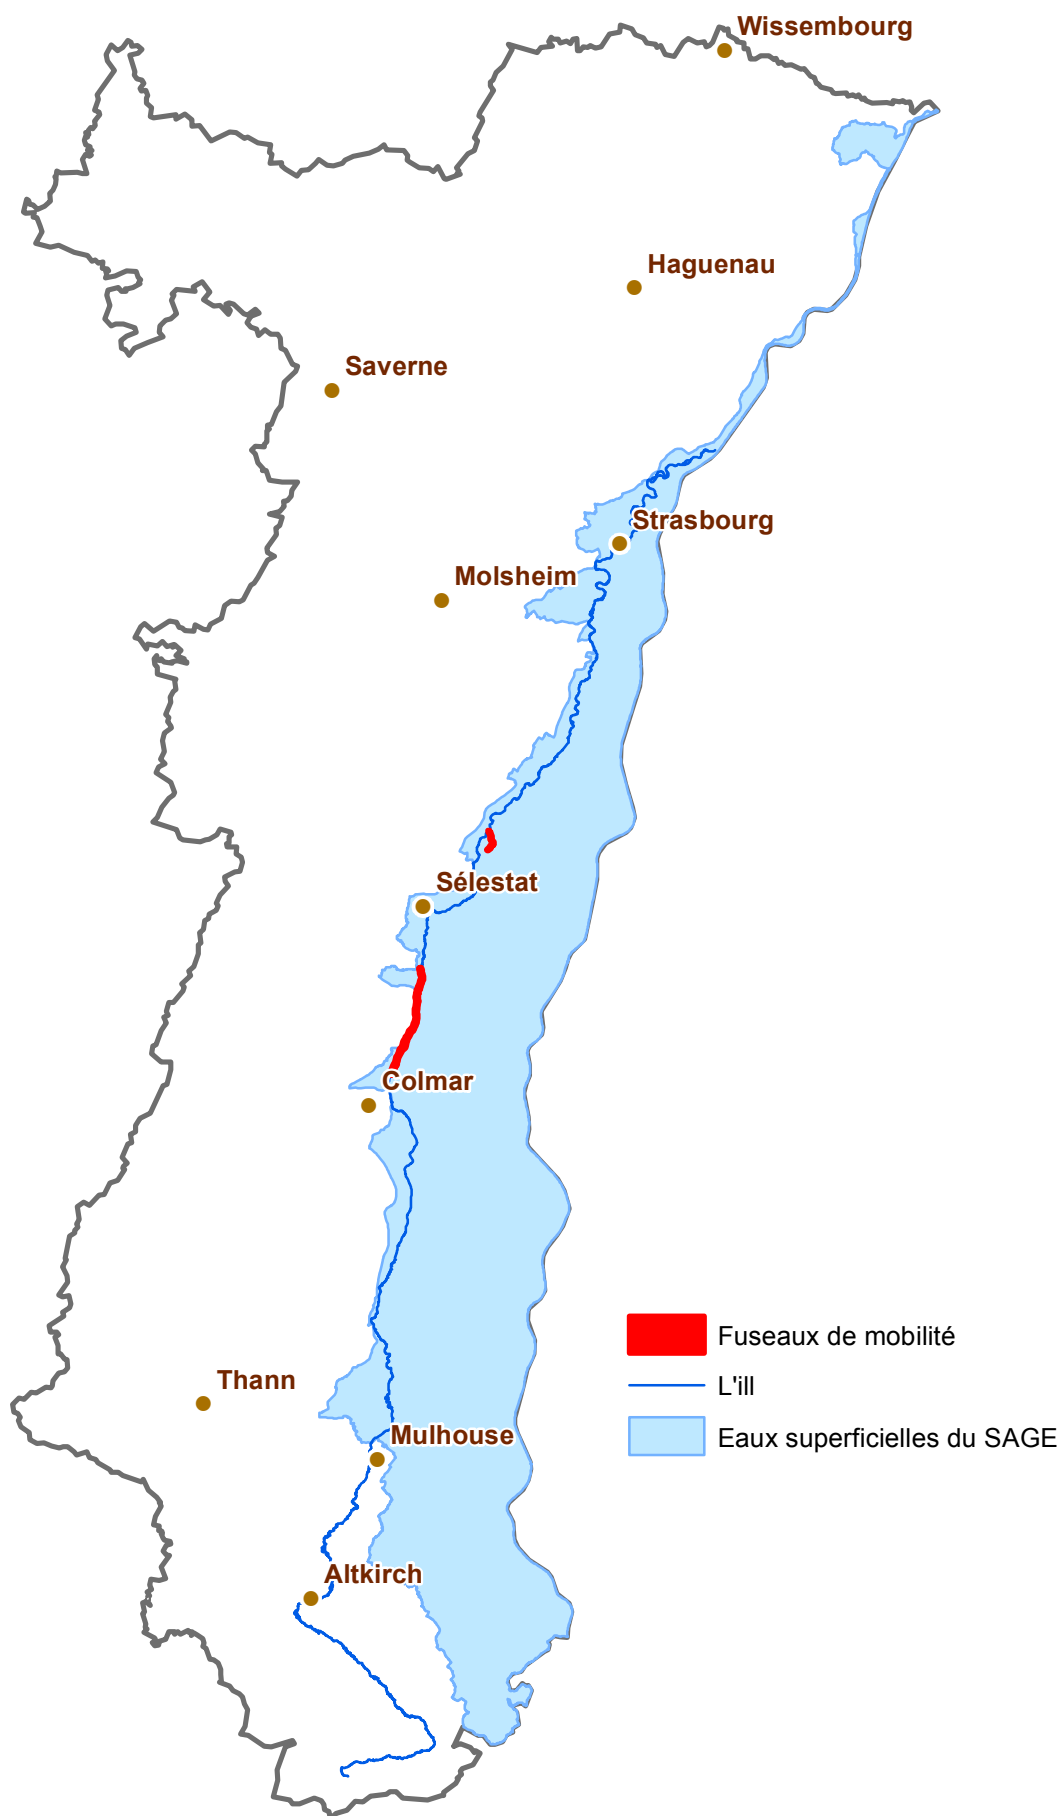 Wissembourg
Haguenau
Saverne
Strasbourg
Molsheim
Sélestat
Colmar
Fuseaux de mobilité
Thann
L'ill
Mulhouse
Eaux superficielles du SAGE
Altkirch